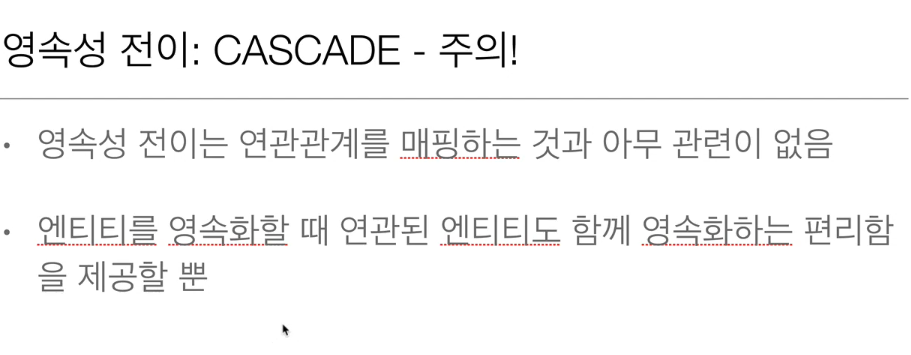 영속성 전이: CASCADE - 주의!
• 영속성 전이는 연관관계를 매핑하는 것과 아무 관련이 없음
• 엔티티를 영속화할 때 연관된 엔티티도 함께 영속화하는 편리함
을 제공할 뿐